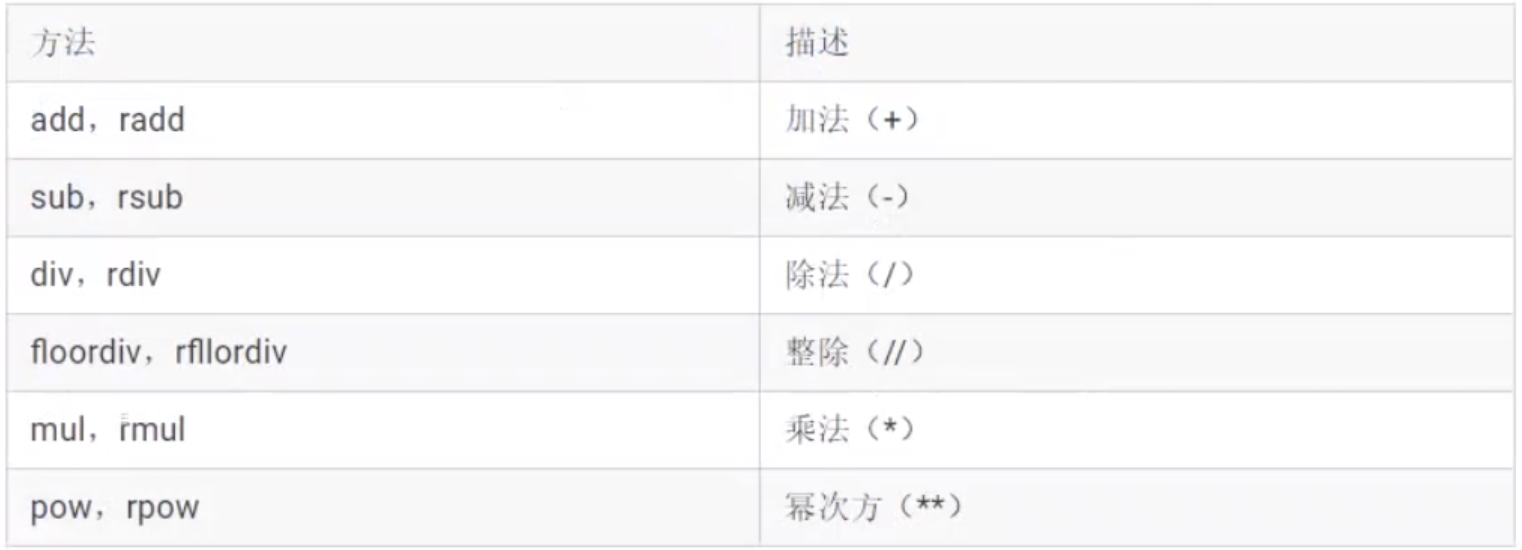 方法 描述
add，radd 加法（+）
sub，rsub 减法（-）
div，rdiv 除法（/）
floordiv，rfllordiv 整除（//）
mul，rmul 乘法（*）
pow，rpow 幂次方（**）